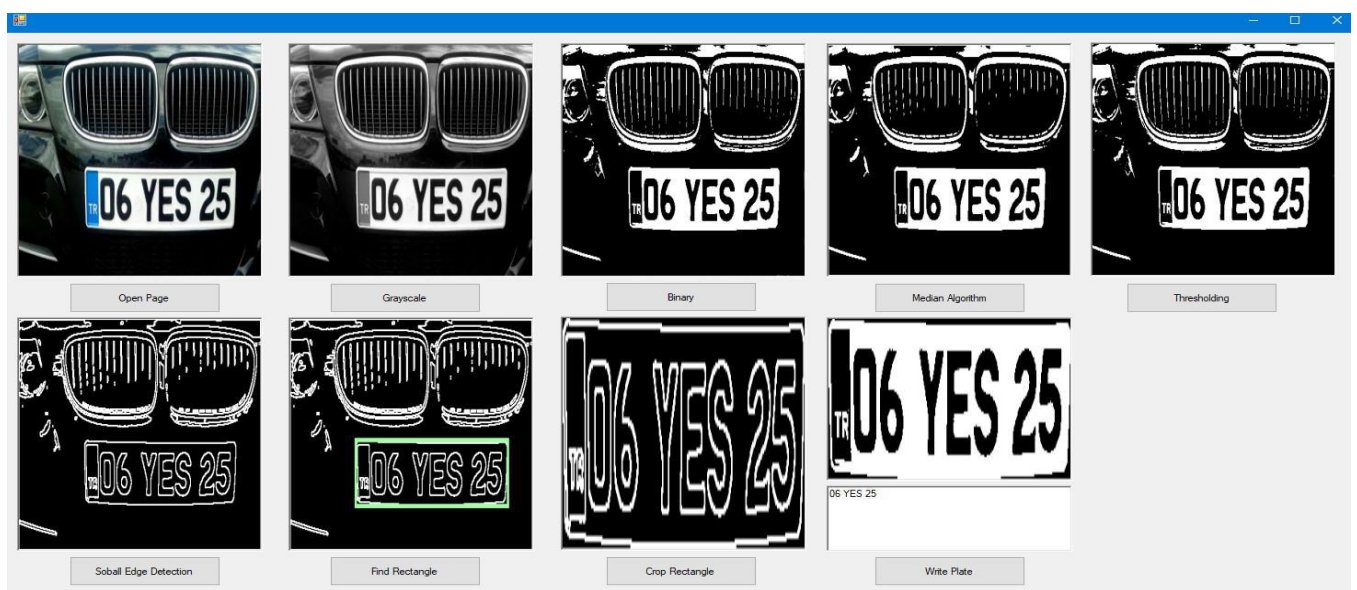 06 YES 25
TR
06 YES 25
TR
06 YES 25
TR
06 YES 25
TR
06 YES 25
TR
Open Page
Grayscale
Binary
Median Algorithm
Thresholding
06 YES 25
TR
06 YES 25
TR
06 YES 25
TR
06 YES 25
TR
06 YES 25
Soball Edge Detection
Find Rectangle
Crop Rectangle
Write Plate